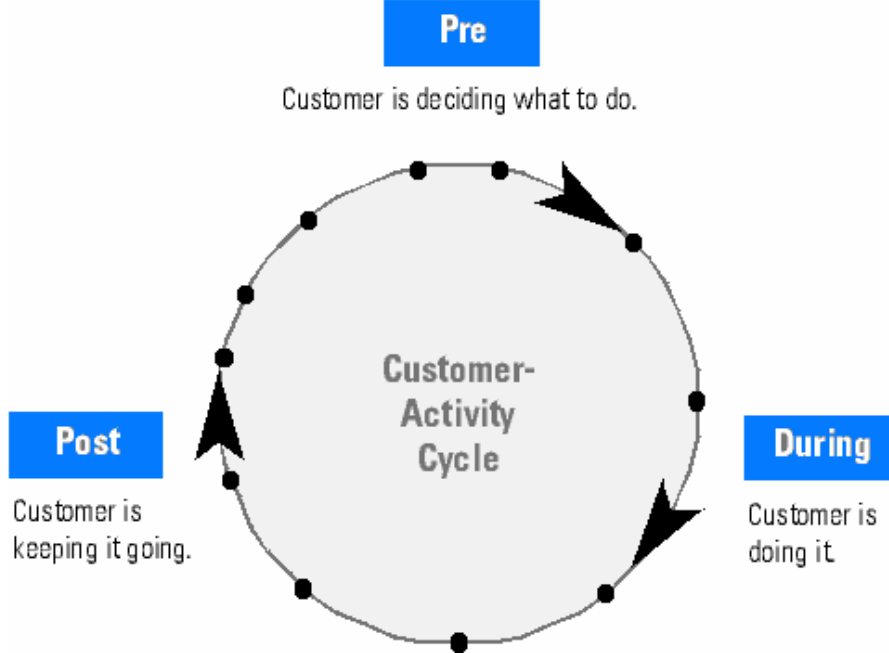 Pre
Customer is deciding what to do.
Customer-
Activity
Cycle
Post
Customer is
keeping it going.
During
Customer is
doing it.